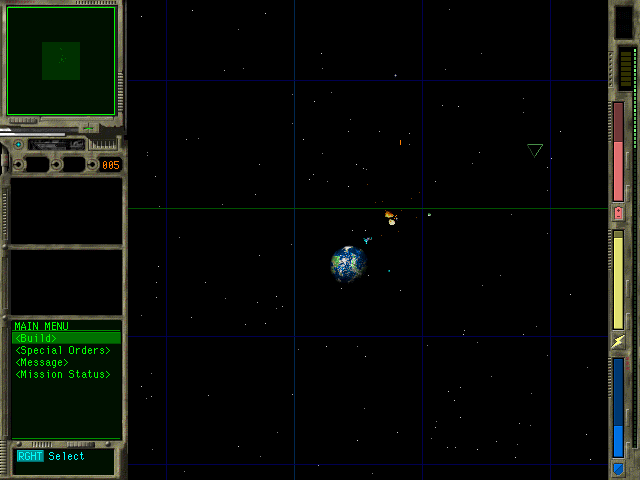 005
MAIN MENU
<Build>
<Special Orders>
<Message>
<Mission Status>
RGHT Select